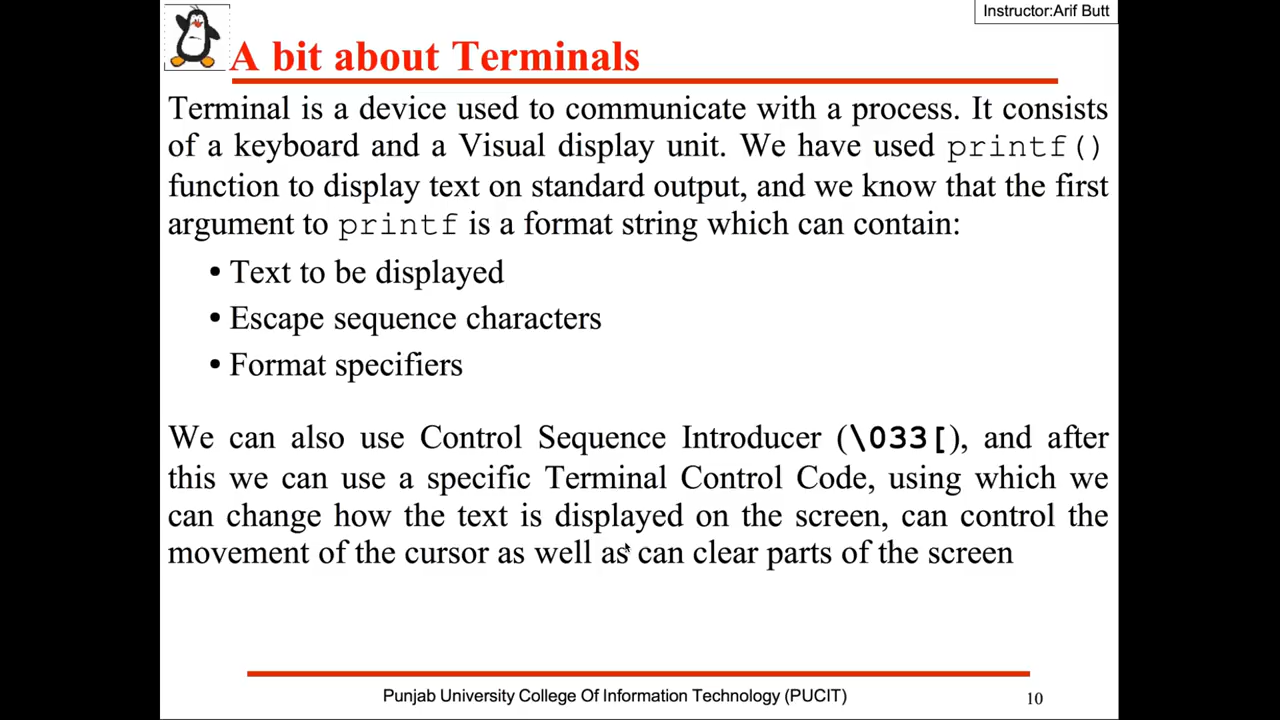 Instructor:Arif Butt
A bit about Terminals
Terminal is a device used to communicate with a process. It consists
of a keyboard and a Visual display unit. We have used printf()
function to display text on standard output, and we know that the first
argument to printf is a format string which can contain:
• Text to be displayed
• Escape sequence characters
• Format specifiers
We can also use Control Sequence Introducer (\033[), and after
this we can use a specific Terminal Control Code, using which we
can change how the text is displayed on the screen, can control the
movement of the cursor as well as can clear parts of the screen
Punjab University College Of Information Technology (PUCIT)
10